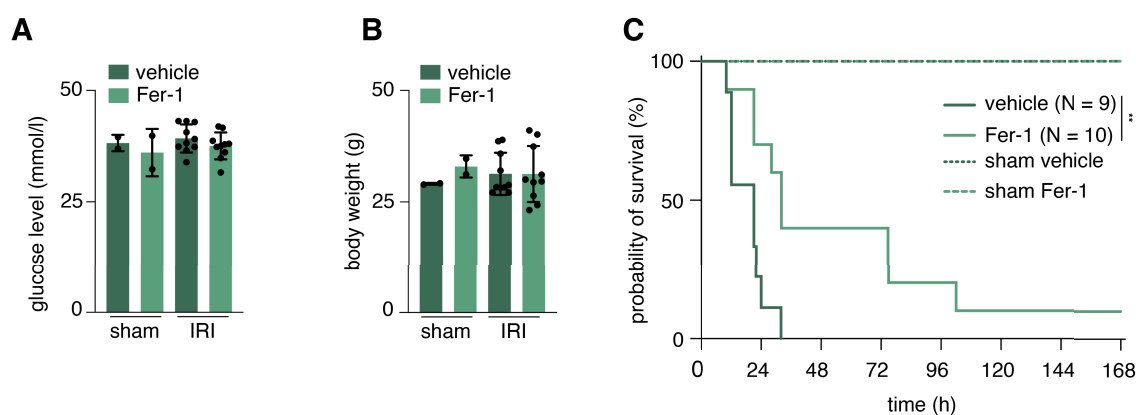 A
vehicle
Fer-1
50
25
0
glucose level (mmol/l)
sham
IRI
B
vehicle
Fer-1
50
25
0
body weight (g)
sham
IRI
C
100
50
0
probability of survival (%)
vehicle (N = 9)
Fer-1 (N = 10)
**
sham vehicle
sham Fer-1
0 24 48 72 96 120 144 168
time (h)